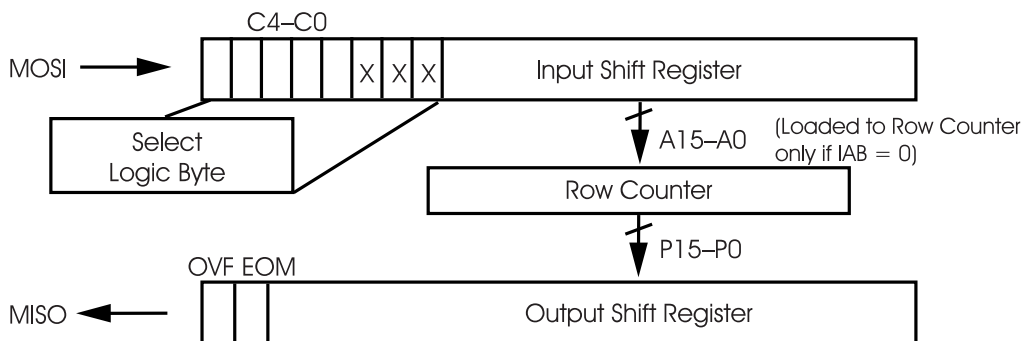 C4–C0
MOSI
X X X
Input Shift Register
Select
Logic Byte
A15–A0
(Loaded to Row Counter
only if IAB = 0)
Row Counter
P15–P0
OVF EOM
MISO
Output Shift Register